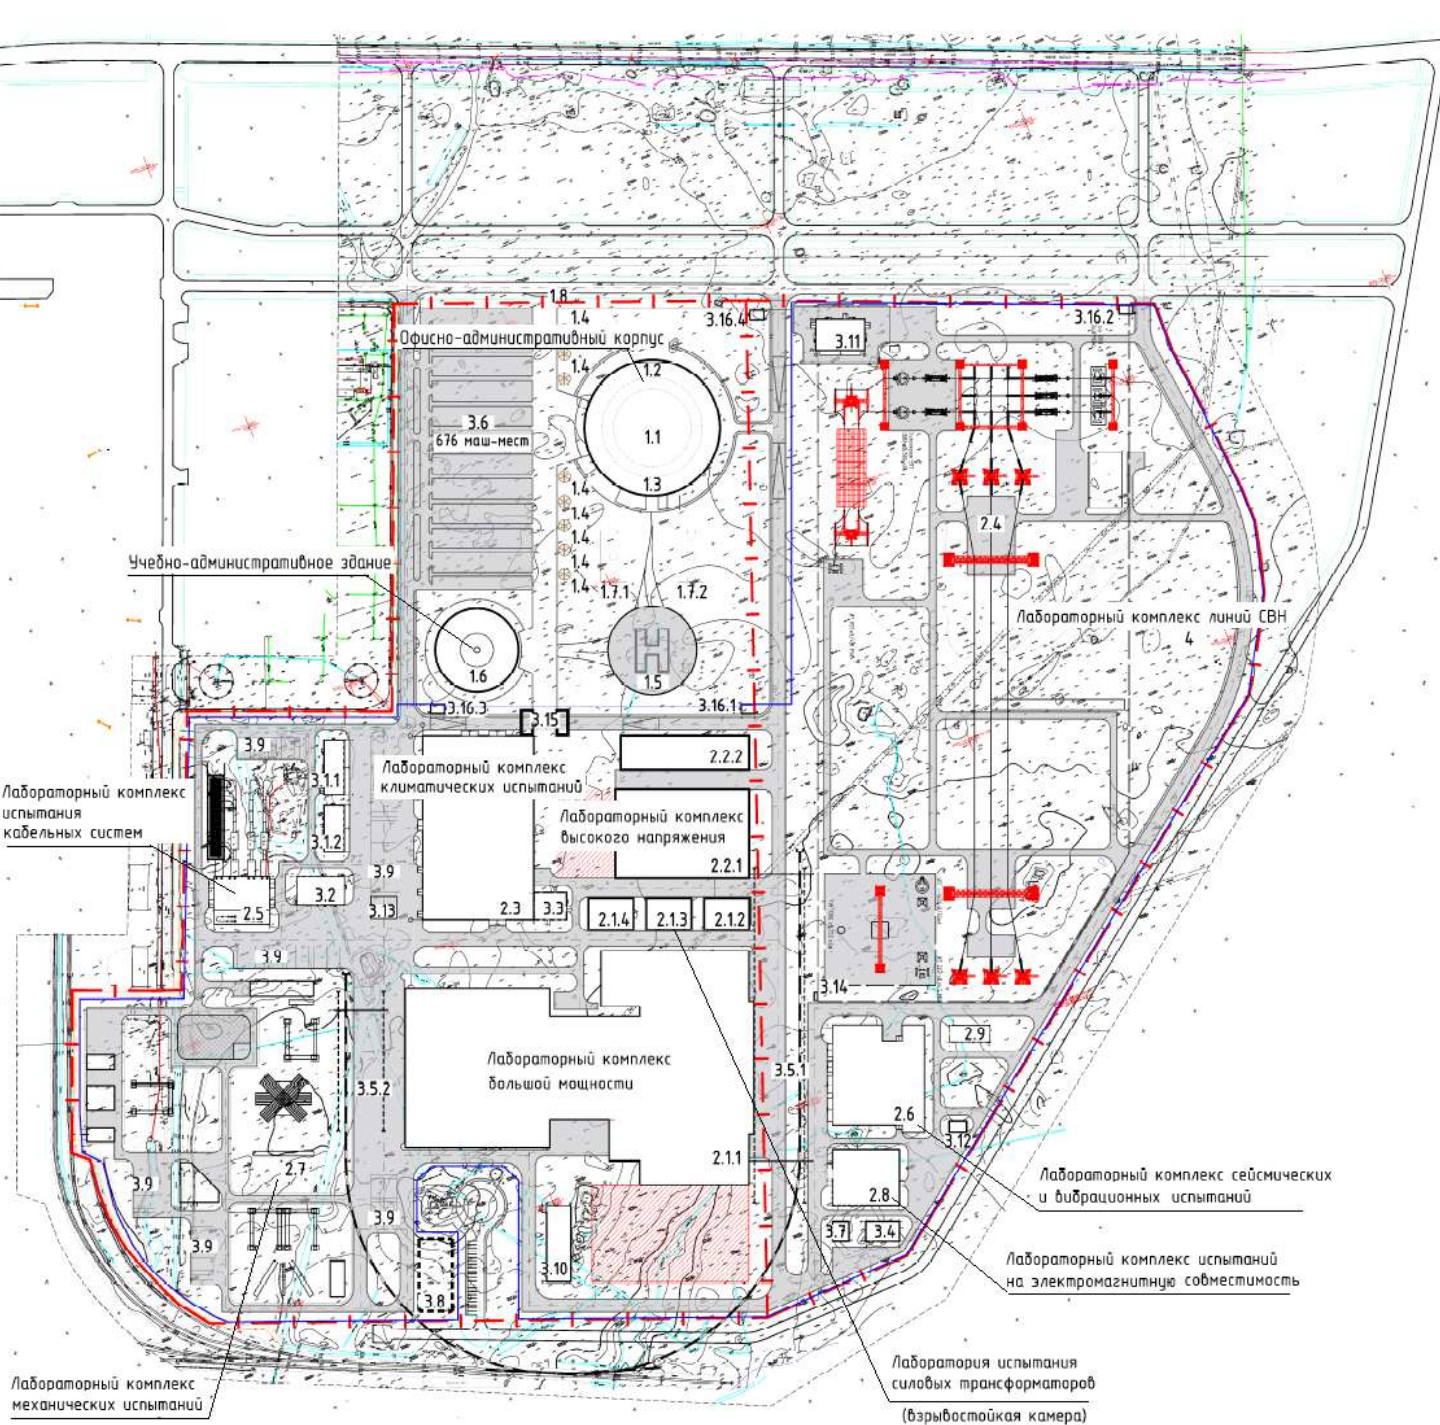 1.8
1.4
3.16.4
3.16.2
Офисно-административный корпус
3.11
1.4
1.2
3.6
676 маш-мест
1.1
1.3
1.4
1.4
2.4
1.4
Учебно-административное здание
1.4
1.4
1.7.1
1.7.2
Лабораторный комплекс линий СВН
4
Н
1.6
1.5
3.16.3
3.16.1
3.15
3.9
2.2.2
Лабораторный комплекс
климатических испытаний
3.1.1
Лабораторный комплекс
испытания
кабельных систем
Лабораторный комплекс
высокого напряжения
3.1.2
2.2.1
3.9
3.2
2.5
3.13
2.3
3.3
2.1.4
2.1.3
2.1.2
3.9
3.14
2.9
Лабораторный комплекс
большой мощности
3.5.2
3.5.1
2.6
3.12
2.7
2.1.1
3.9
2.8
Лабораторный комплекс сейсмических
и вибрационных испытаний
3.9
3.7
3.4
3.9
3.10
Лабораторный комплекс испытаний
на электромагнитную совместимость
3.8
Лаборатория испытания
силовых трансформаторов
(взрывостойкая камера)
Лабораторный комплекс
механических испытаний